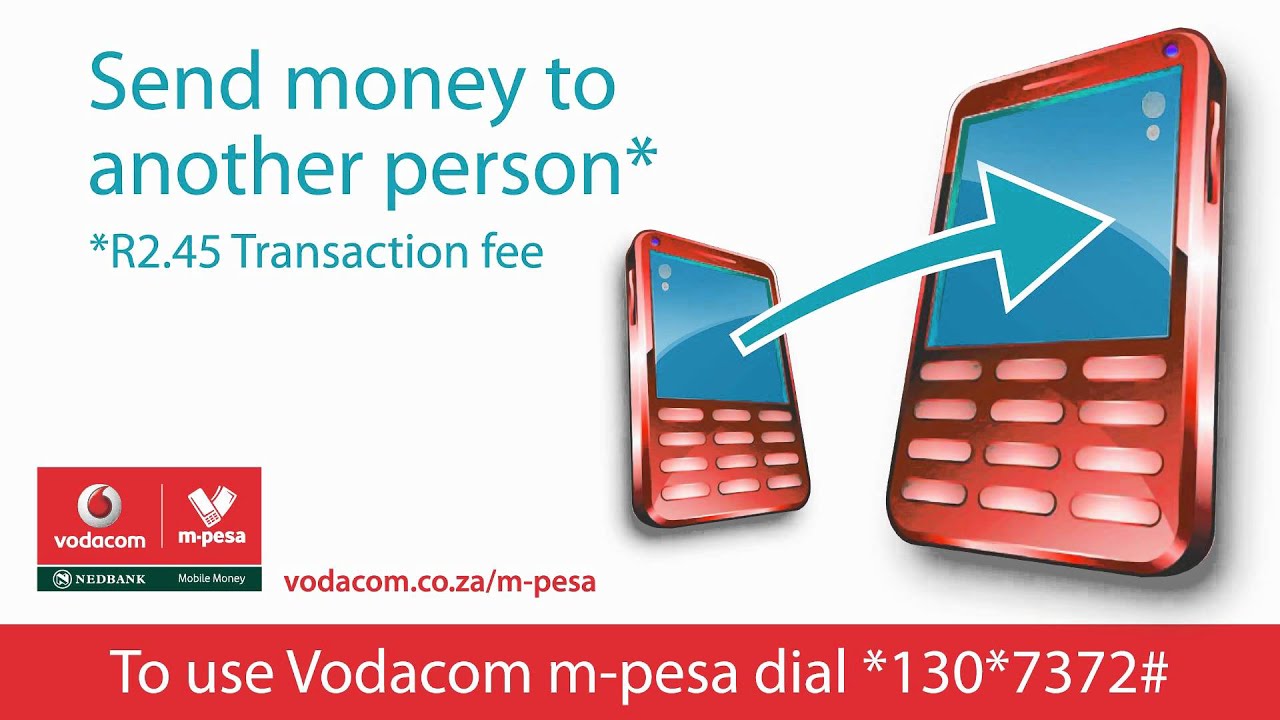 Send money to
another person*
*R2.45 Transaction fee
vodacom
m-pesa
NEDBANK
Mobile Money
vodacom.co.za/m-pesa
To use Vodacom m-pesa dial *130*7372#